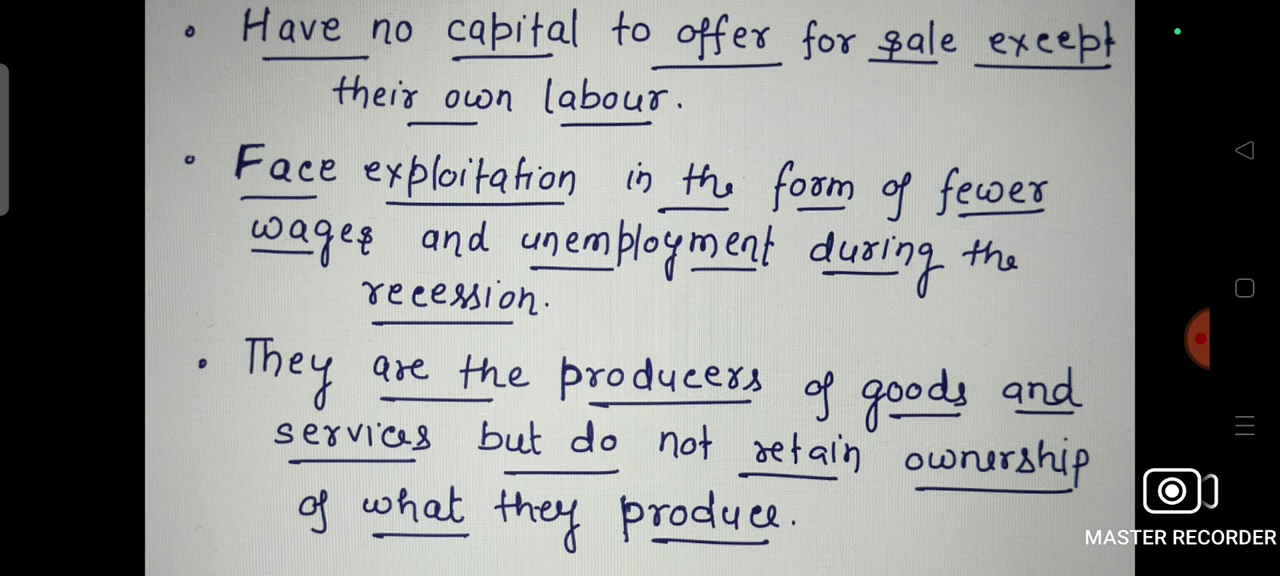 • Have no capital to offer for sale except
their own labour.
• Face exploitation in the form of fewer
wages and unemployment during the
recession.
• They are the producers of goods and
services but do not retain ownership
of what they produce.
MASTER RECORDER